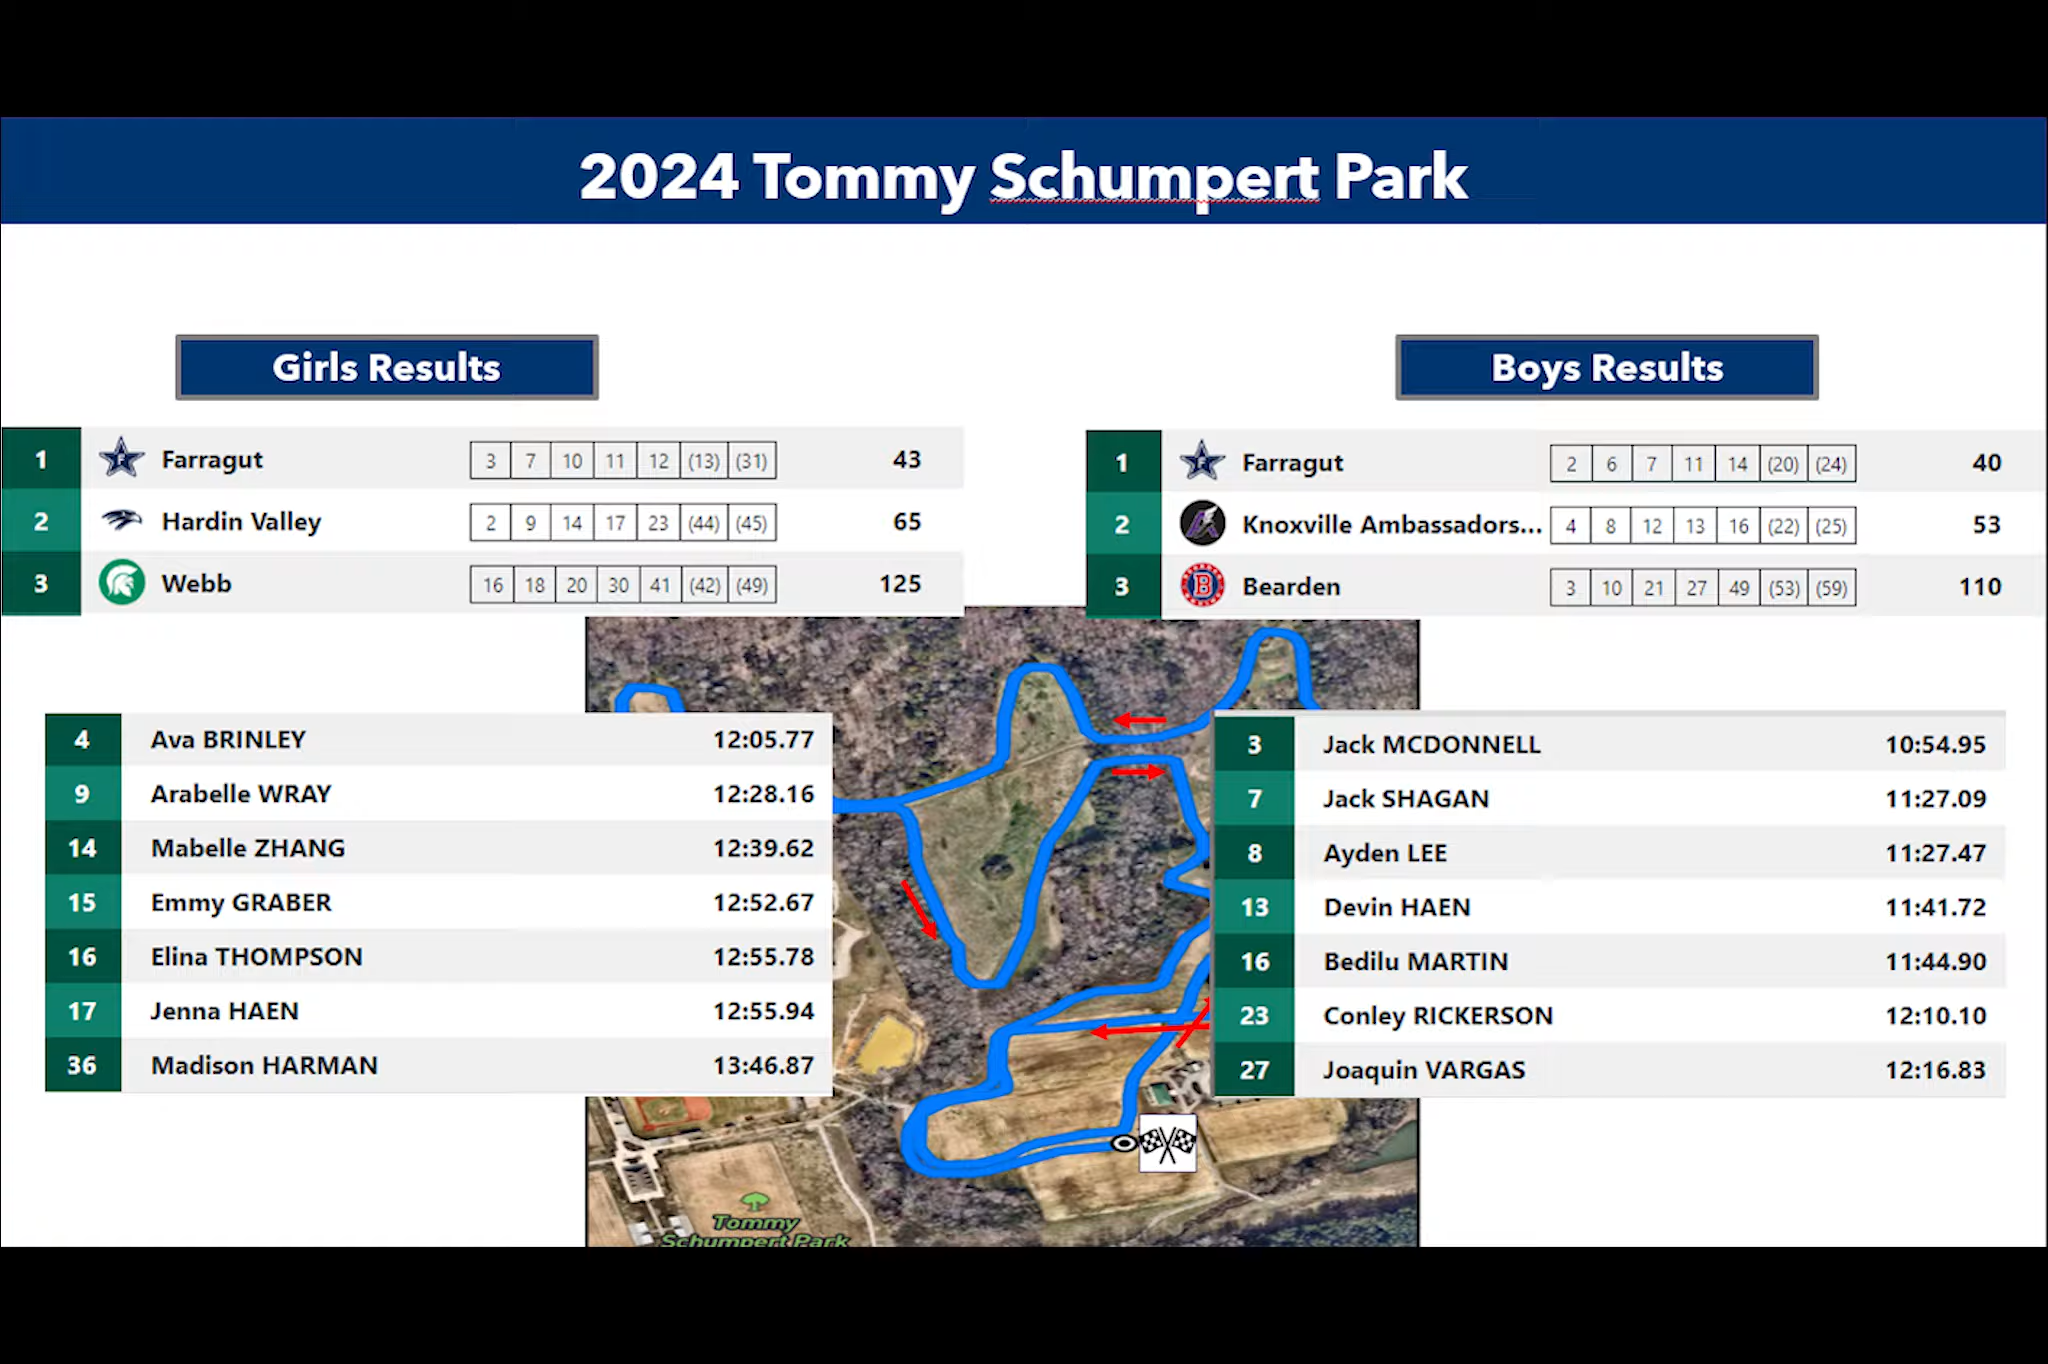 2024 Tommy Schumpert Park
Girls Results
1 Farragut 3 7 10 11 12 (13) (31) 43
2 Hardin Valley 2 9 14 17 23 (44) (45) 65
3 Webb 16 18 20 30 41 (42) (49) 125
Boys Results
1 F Farragut 2 6 7 11 14 (20) (24) 40
2 Knoxville Ambassadors... 4 8 12 13 16 (22) (25) 53
3 B Bearden 3 10 21 27 49 (53) (59) 110
4 Ava BRINLEY 12:05.77
9 Arabelle WRAY 12:28.16
14 Mabelle ZHANG 12:39.62
15 Emmy GRABER 12:52.67
16 Elina THOMPSON 12:55.78
17 Jenna HAEN 12:55.94
36 Madison HARMAN 13:46.87
3 Jack MCDONNELL 10:54.95
7 Jack SHAGAN 11:27.09
8 Ayden LEE 11:27.47
13 Devin HAEN 11:41.72
16 Bedilu MARTIN 11:44.90
23 Conley RICKERSON 12:10.10
27 Joaquin VARGAS 12:16.83
Tommy
Schumpert Park